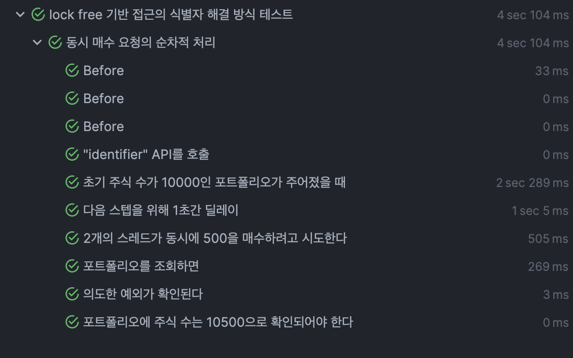 lock free 기반 접근의 식별자 해결 방식 테스트 4 sec 104 ms
동시 매수 요청의 순차적 처리 4 sec 104 ms
Before 33 ms
Before 0 ms
Before 0 ms
"identifier" API를 호출 0 ms
초기 주식 수가 10000인 포트폴리오가 주어졌을 때 2 sec 289 ms
다음 스텝을 위해 1초간 딜레이 1 sec 5 ms
2개의 스레드가 동시에 500을 매수하려고 시도한다 505 ms
포트폴리오를 조회하면 269 ms
의도한 예외가 확인된다 3 ms
포트폴리오에 주식 수는 10500으로 확인되어야 한다 0 ms